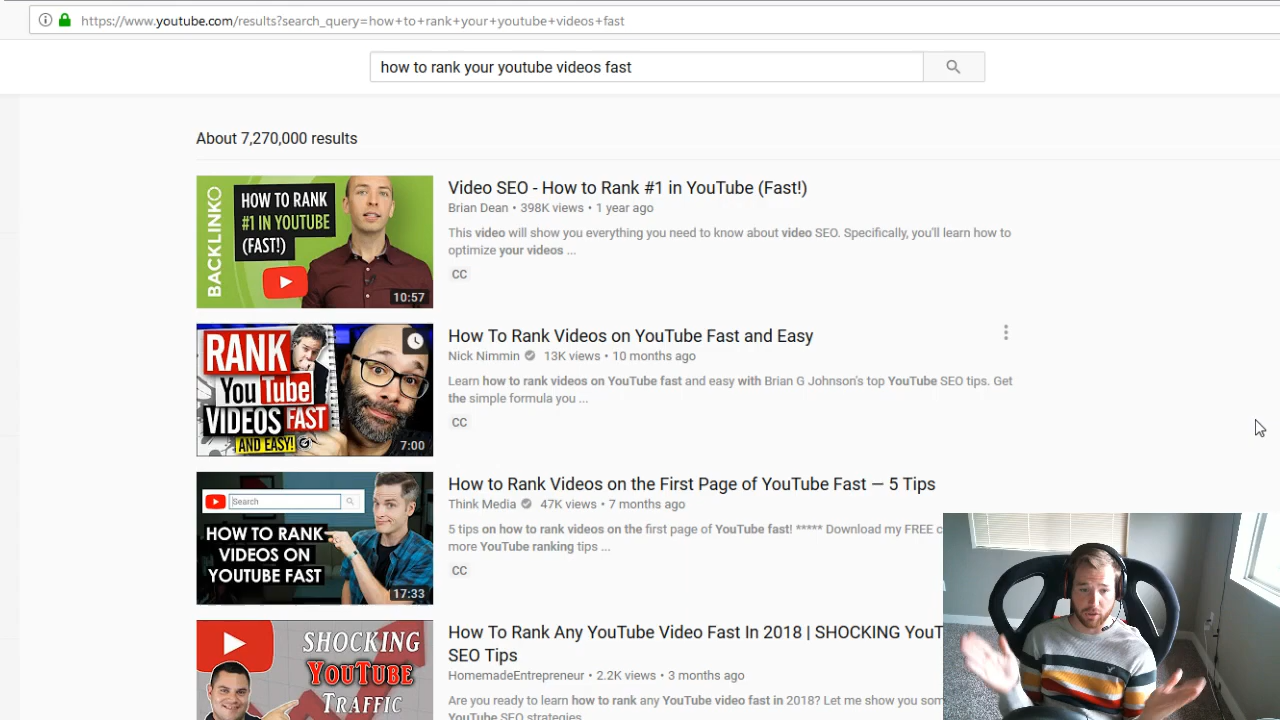 https://www.youtube.com/results?search_query=how+to+rank+your+youtube+videos+fast
how to rank your youtube videos fast
About 7,270,000 results
BACKLINKO
HOW TO RANK
#1 IN YOUTUBE
(FAST!)
10:57
Video SEO - How to Rank #1 in YouTube (Fast!)
Brian Dean • 398K views • 1 year ago
This video will show you everything you need to know about video SEO. Specifically, you'll learn how to
optimize your videos ...
CC
RANK
YouTube
VIDEOS FAST
AND EASY!
7:00
How To Rank Videos on YouTube Fast and Easy
Nick Nimmin 13K views • 10 months ago
Learn how to rank videos on YouTube fast and easy with Brian G Johnson's top YouTube SEO tips. Get
the simple formula you ...
CC
Search
HOW TO RANK
VIDEOS ON
YOUTUBE FAST
17:33
How to Rank Videos on the First Page of YouTube Fast — 5 Tips
Think Media 47K views • 7 months ago
5 tips on how to rank videos on the first page of YouTube fast! ***** Download my FREE c
more YouTube ranking tips ...
CC
SHOCKING
YOUTUBE
TRAFFIC
How To Rank Any YouTube Video Fast In 2018 | SHOCKING YouT
SEO Tips
HomemadeEntrepreneur • 2.2K views • 3 months ago
Are you ready to learn how to rank any YouTube video fast in 2018? Let me show you som
YouTube SEO strategies